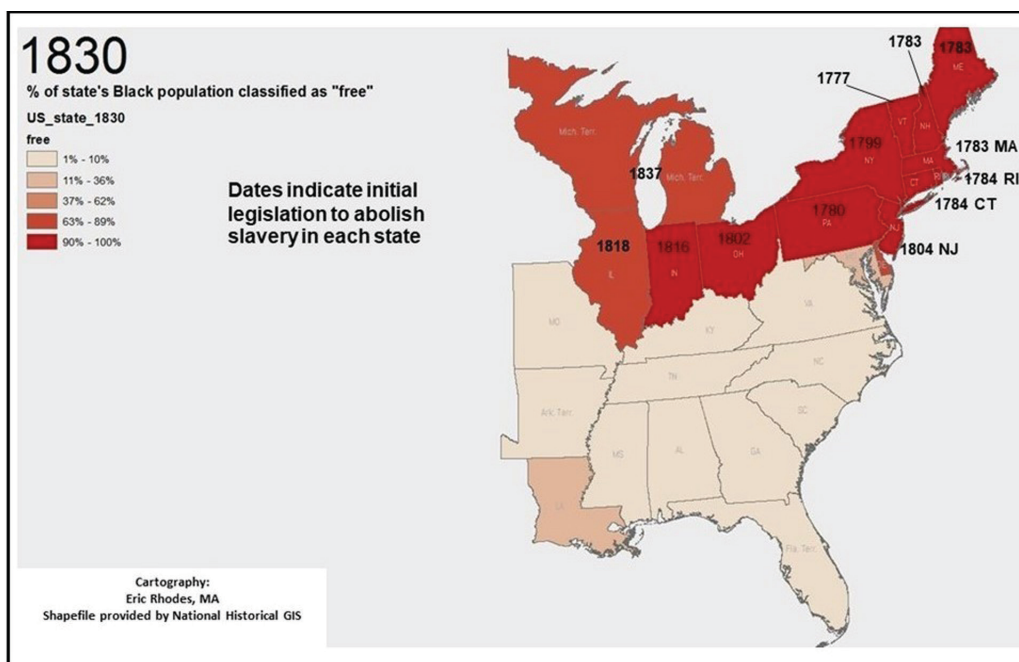 1830
% of state's Black population classified as "free"
US_state_1830
free
1% - 10%
11% - 36%
37% - 62%
63% - 89%
90% - 100%
Dates indicate initial
legislation to abolish
slavery in each state
1783
1783
ME
1777
VT
NH
Mich. Terr.
1799
NY
1783 MA
MA
1837
Mich. Terr.
1784 RI
CT
RI
1784 CT
1780
PA
NJ
1818
1816
1802
1804 NJ
IL
IN
OH
MO
KY
VA
TN
NC
Ark. Terr.
SC
MS
AL
GA
LA
Fla. Terr.
Cartography:
Eric Rhodes, MA
Shapefile provided by National Historical GIS